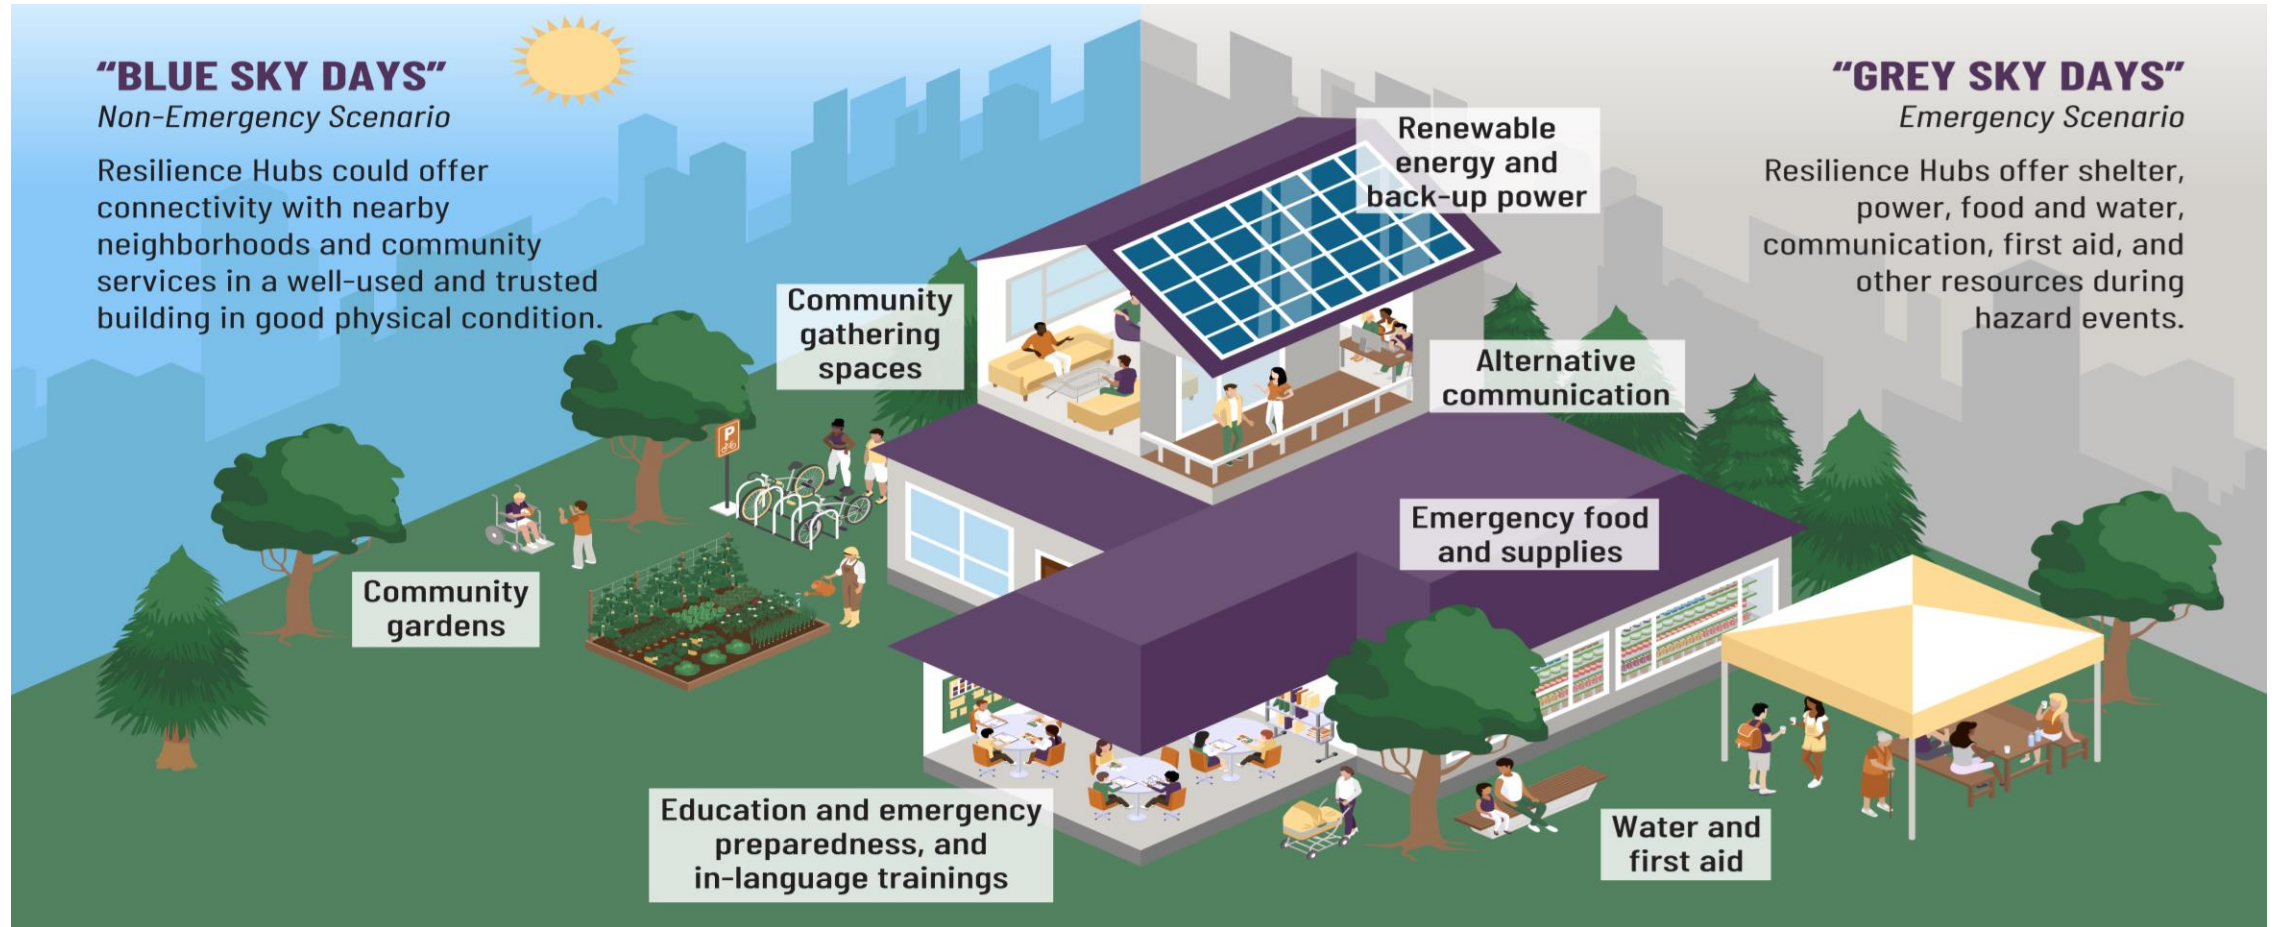 “BLUE SKY DAYS”
Non-Emergency Scenario
Resilience Hubs could offer
connectivity with nearby
neighborhoods and community
services in a well-used and trusted
building in good physical condition.
“GREY SKY DAYS”
Emergency Scenario
Resilience Hubs offer shelter,
power, food and water,
communication, first aid, and
other resources during
hazard events.
Renewable
energy and
back-up power
Community
gathering
spaces
Alternative
communication
P
Emergency food
and supplies
Community
gardens
Education and emergency
preparedness, and
in-language trainings
Water and
first aid